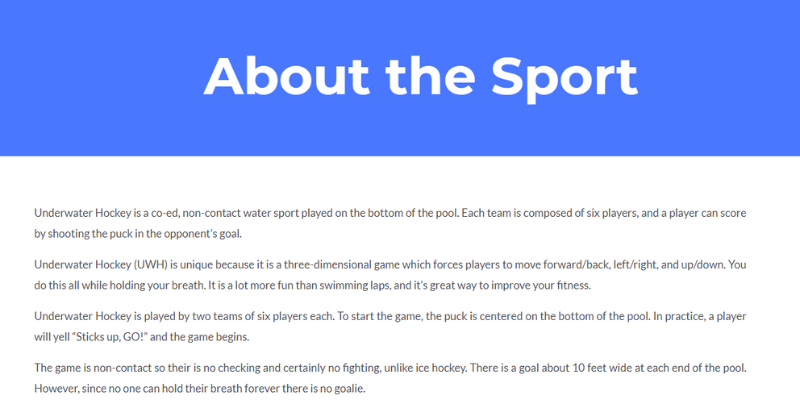 About the Sport
Underwater Hockey is a co-ed, non-contact water sport played on the bottom of the pool. Each team is composed of six players, and a player can score
by shooting the puck in the opponent's goal.
Underwater Hockey (UWH) is unique because it is a three-dimensional game which forces players to move forward/back, left/right, and up/down. You
do this all while holding your breath. It is a lot more fun than swimming laps, and it's great way to improve your fitness.
Underwater Hockey is played by two teams of six players each. To start the game, the puck is centered on the bottom of the pool. In practice, a player
will yell “Sticks up, GO!” and the game begins.
The game is non-contact so their is no checking and certainly no fighting, unlike ice hockey. There is a goal about 10 feet wide at each end of the pool.
However, since no one can hold their breath forever there is no goalie.